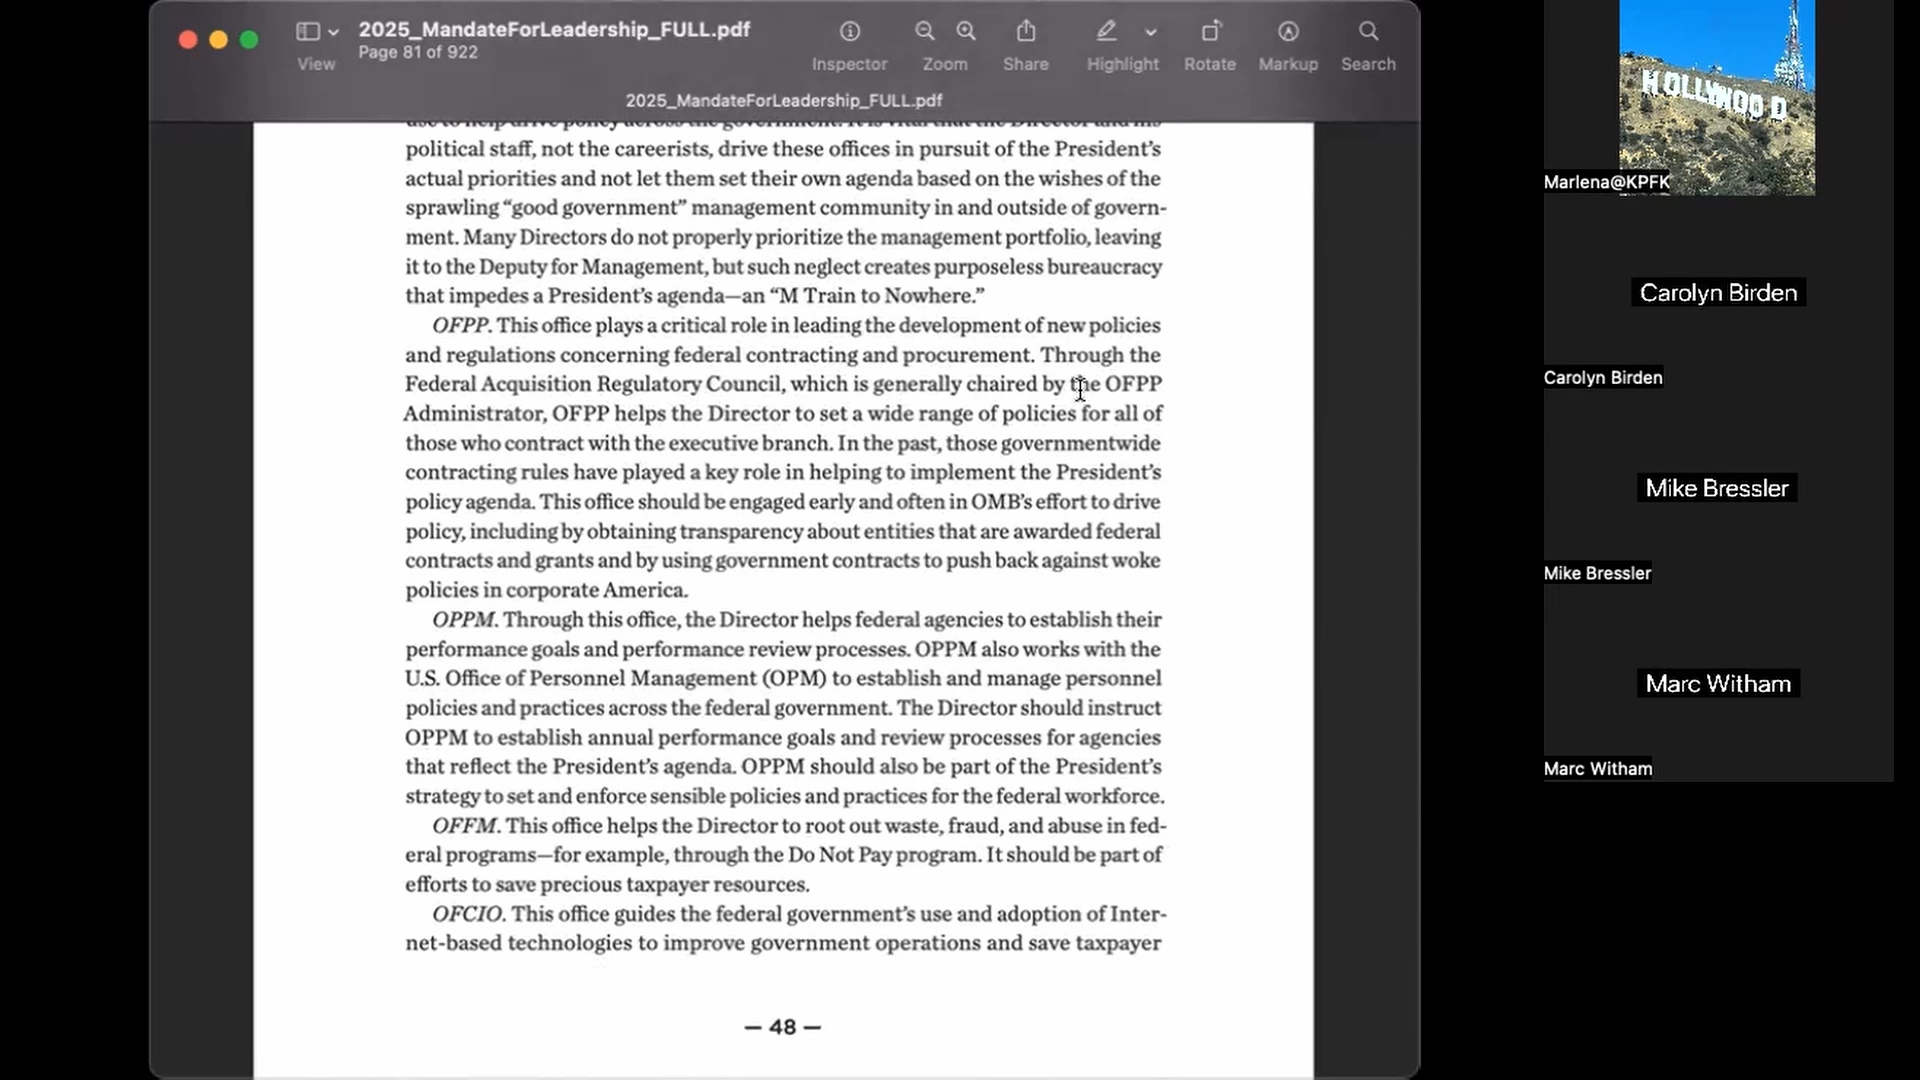 2025_MandateForLeadership_FULL.pdf
Page 81 of 922
View
Inspector
Zoom
Share
Highlight
Rotate
Markup
Search
2025_MandateForLeadership_FULL.pdf
use to help drive policy across the government. It is vital that the Director and his
political staff, not the careerists, drive these offices in pursuit of the President’s
actual priorities and not let them set their own agenda based on the wishes of the
sprawling “good government” management community in and outside of govern-
ment. Many Directors do not properly prioritize the management portfolio, leaving
it to the Deputy for Management, but such neglect creates purposeless bureaucracy
that impedes a President’s agenda—an “M Train to Nowhere.”
OFPP. This office plays a critical role in leading the development of new policies
and regulations concerning federal contracting and procurement. Through the
Federal Acquisition Regulatory Council, which is generally chaired by the OFPP
Administrator, OFPP helps the Director to set a wide range of policies for all of
those who contract with the executive branch. In the past, those governmentwide
contracting rules have played a key role in helping to implement the President’s
policy agenda. This office should be engaged early and often in OMB’s effort to drive
policy, including by obtaining transparency about entities that are awarded federal
contracts and grants and by using government contracts to push back against woke
policies in corporate America.
OPPM. Through this office, the Director helps federal agencies to establish their
performance goals and performance review processes. OPPM also works with the
U.S. Office of Personnel Management (OPM) to establish and manage personnel
policies and practices across the federal government. The Director should instruct
OPPM to establish annual performance goals and review processes for agencies
that reflect the President’s agenda. OPPM should also be part of the President’s
strategy to set and enforce sensible policies and practices for the federal workforce.
OFFM. This office helps the Director to root out waste, fraud, and abuse in fed-
eral programs—for example, through the Do Not Pay program. It should be part of
efforts to save precious taxpayer resources.
OFCIO. This office guides the federal government’s use and adoption of Inter-
net-based technologies to improve government operations and save taxpayer
— 48 —
HOLLYWOOD
Marlena@KPFK
Carolyn Birden
Carolyn Birden
Mike Bressler
Mike Bressler
Marc Witham
Marc Witham